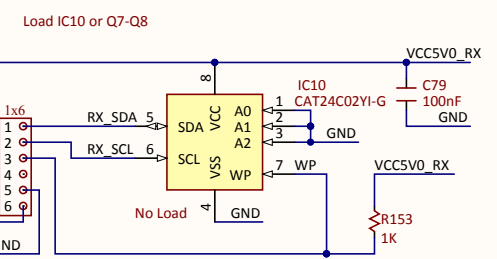 Load IC10 or Q7-Q8
VCC5V0_RX
8
IC10
CAT24C02YI-G
C79
100nF
GND
1x6
1
2
3
4
5
6
RX_SDA 5
RX_SCL 6
SDA
SCL
VCC
VSS
A0
A1
A2
WP
1
2
3
GND
7 WP
VCC5V0_RX
No Load
4
GND
R153
1K
ND